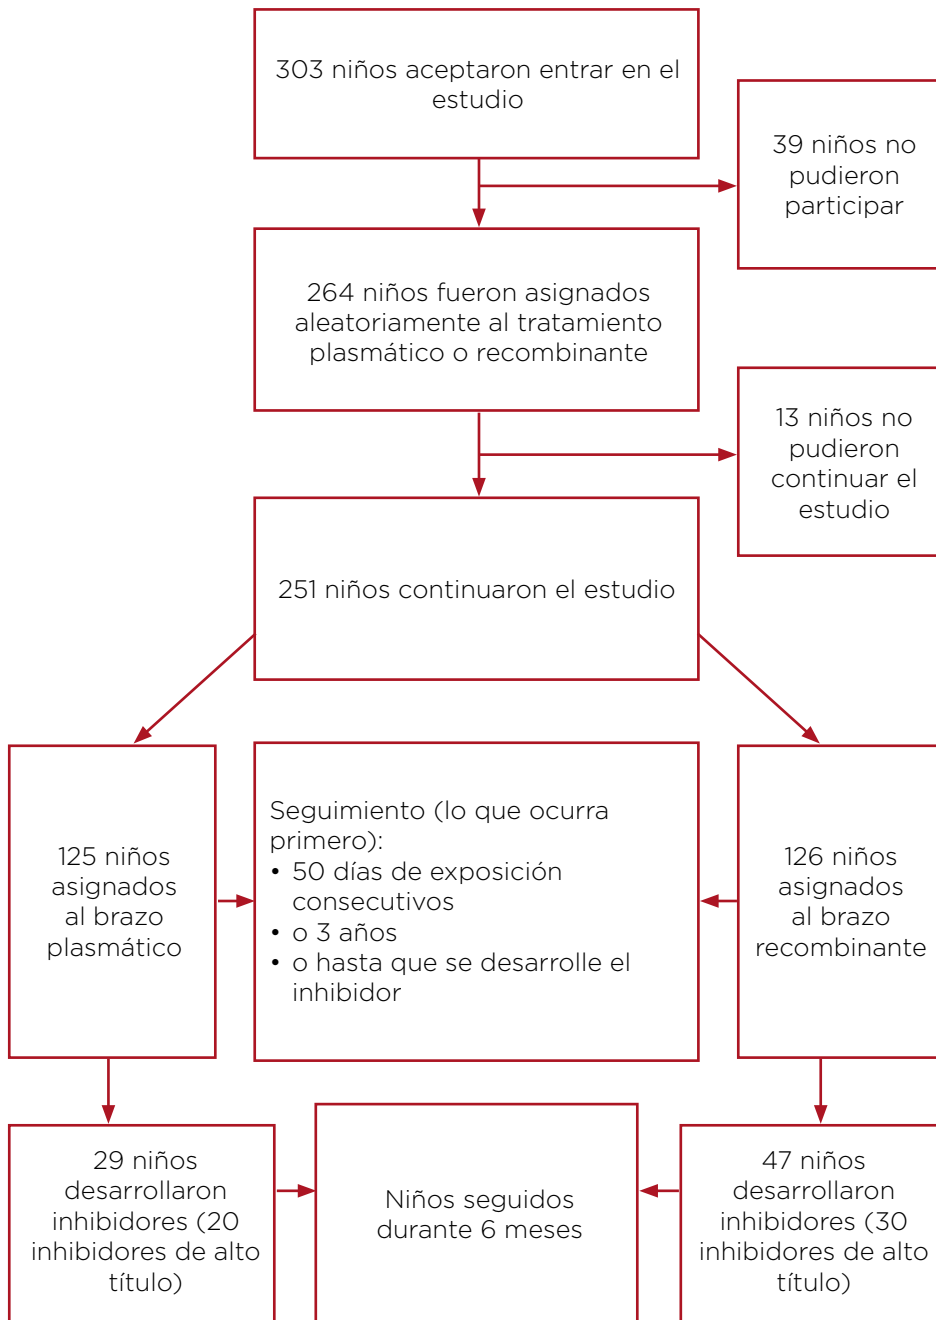 303 niños aceptaron entrar en el
estudio
39 niños no
pudieron
participar
264 niños fueron asignados
aleatoriamente al tratamiento
plasmático o recombinante
13 niños no
pudieron
continuar el
estudio
251 niños continuaron el estudio
125 niños
asignados
al brazo
plasmático
Seguimiento (lo que ocurra
primero):
• 50 días de exposición
consecutivos
• o 3 años
• o hasta que se desarrolle el
inhibidor
126 niños
asignados
al brazo
recombinante
29 niños
desarrollaron
inhibidores (20
inhibidores de alto
título)
Niños seguidos
durante 6 meses
47 niños
desarrollaron
inhibidores (30
inhibidores de alto
título)